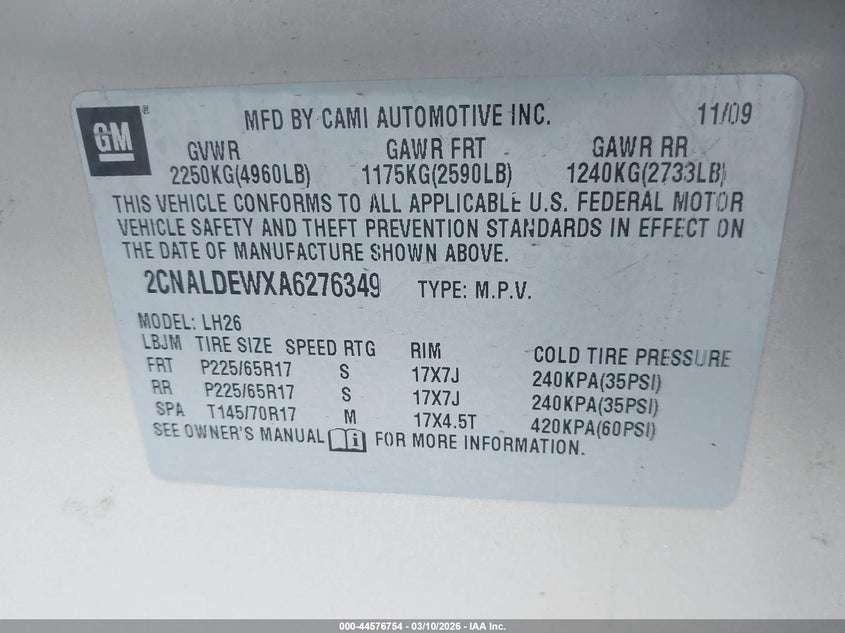 GM ®
MFD BY CAMI AUTOMOTIVE INC. 11/09
GVWR GAWR FRT GAWR RR
2250KG(4960LB) 1175KG(2590LB) 1240KG(2733LB)
THIS VEHICLE CONFORMS TO ALL APPLICABLE U.S. FEDERAL MOTOR
VEHICLE SAFETY AND THEFT PREVENTION STANDARDS IN EFFECT ON
THE DATE OF MANUFACTURE SHOWN ABOVE.
2CNALDEWXA6276349 TYPE: M.P.V.
MODEL: LH26
LBJM TIRE SIZE SPEED RTG RIM COLD TIRE PRESSURE
FRT P225/65R17 S 17X7J 240KPA(35PSI)
RR P225/65R17 S 17X7J 240KPA(35PSI)
SPA T145/70R17 M 17X4.5T 420KPA(60PSI)
SEE OWNER'S MANUAL i FOR MORE INFORMATION.
000-44576754 — 03/10/2026 — IAA Inc.